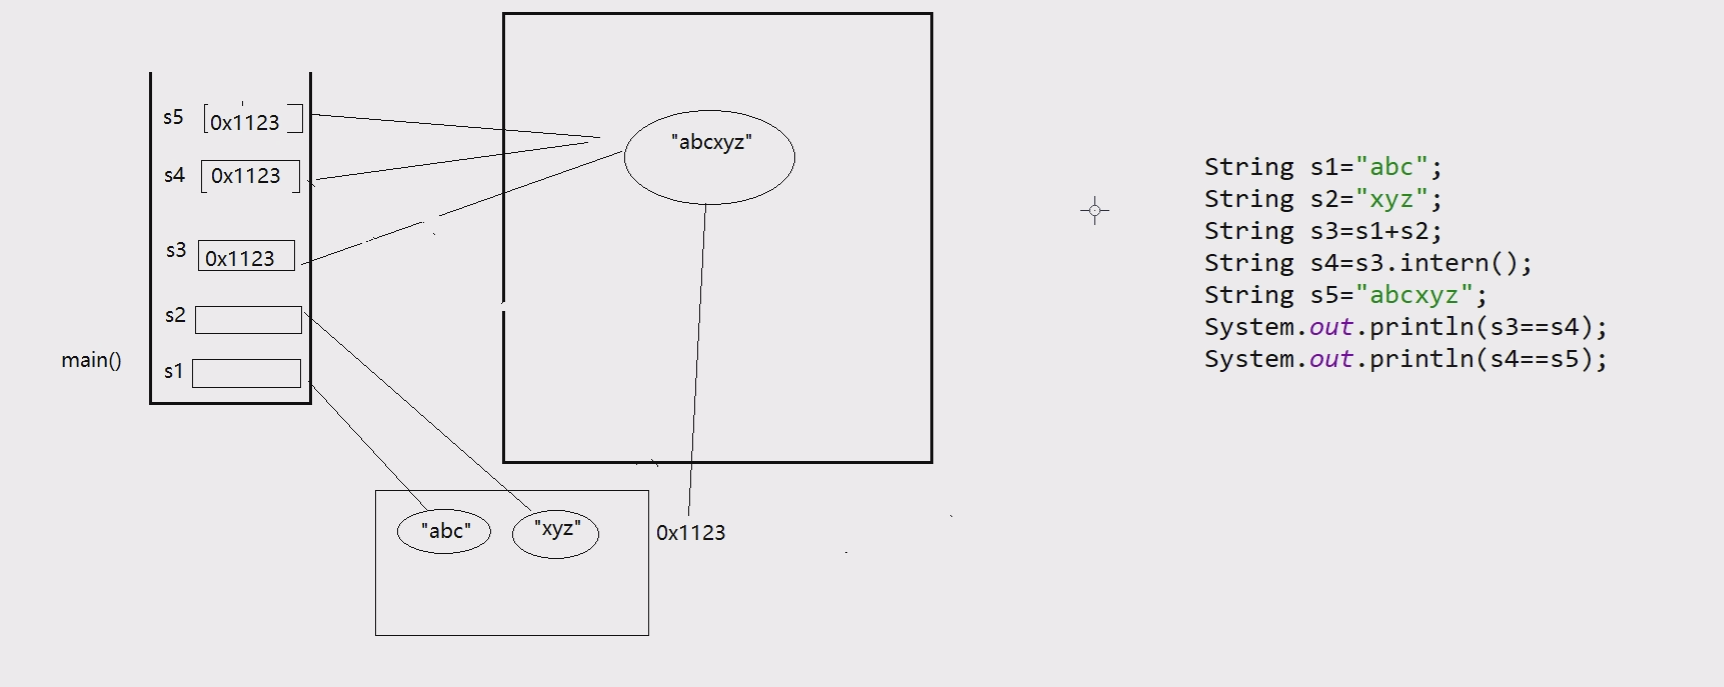 s5 0x1123
s4 0x1123
s3 0x1123
s2
main() s1
"abcxyz"
"abc" "xyz" 0x1123
String s1="abc";
String s2="xyz";
String s3=s1+s2;
String s4=s3.intern();
String s5="abcxyz";
System.out.println(s3==s4);
System.out.println(s4==s5);